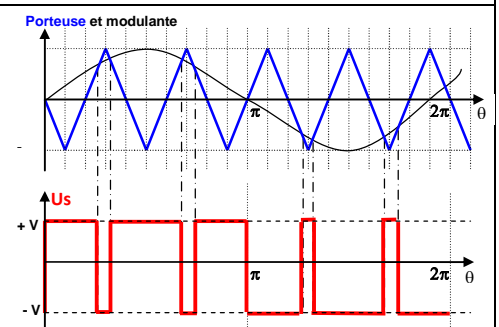 Porteuse et modulante
π 2π θ
-
Us
+ V
π 2π θ
- V